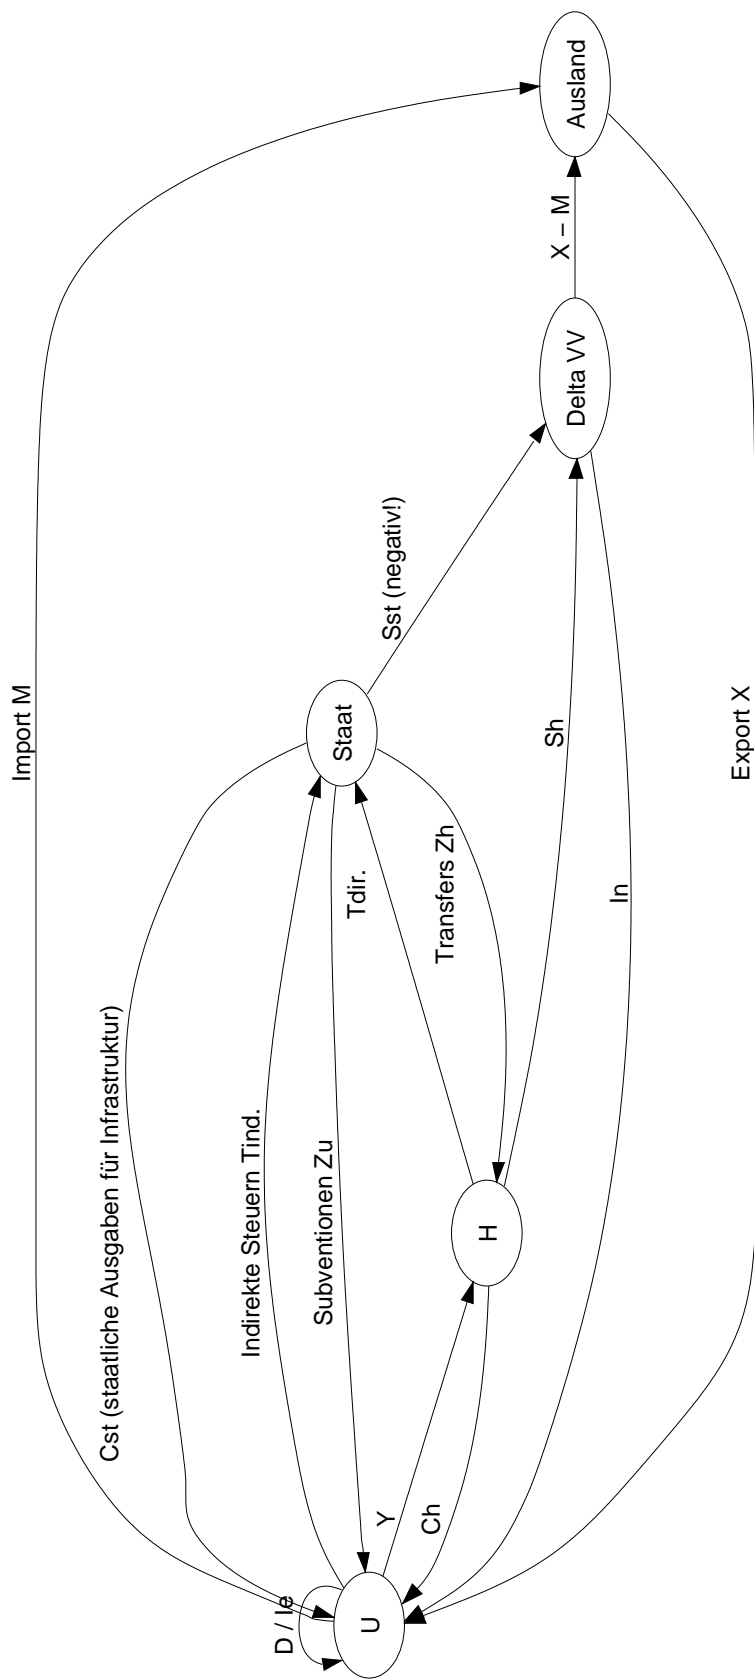 Import M
Cst (staatliche Ausgaben für Infrastruktur)
Indirekte Steuern Tind.
D / Ie
Subventionen Zu
Staat
Tdir.
U
Y
Sst (negativ!)
Ch
Transfers Zh
H
Sh
X – M
Delta VV
Ausland
In
Export X